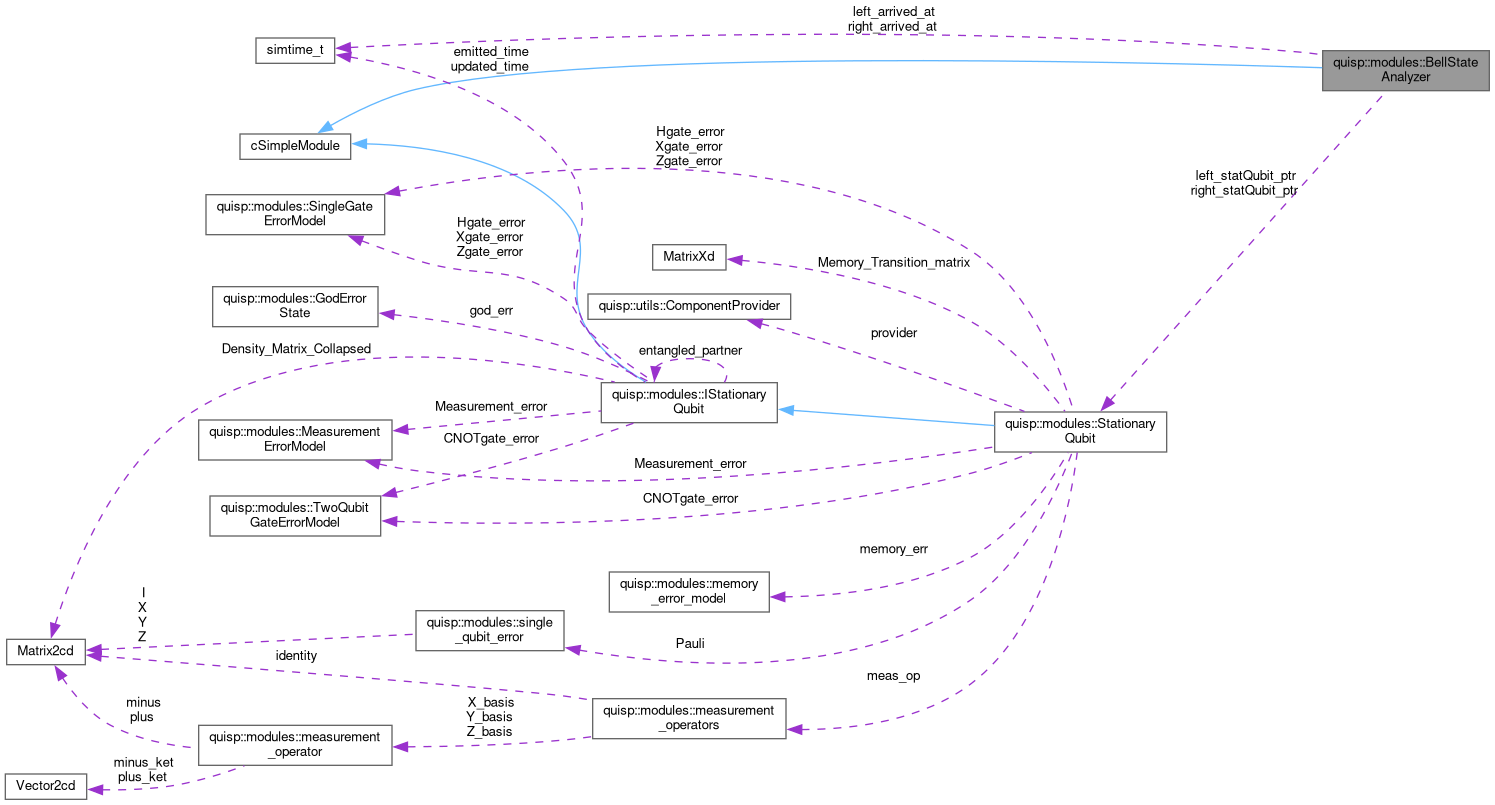 left_arrived_at
right_arrived_at
simtime_t
emitted_time
updated_time
quisp::modules::BellState
Analyzer
cSimpleModule
Hgate_error
Xgate_error
Zgate_error
left_statQubit_ptr
right_statQubit_ptr
quisp::modules::SingleGate
ErrorModel
Hgate_error
Xgate_error
Zgate_error
MatrixXd
Memory_Transition_matrix
quisp::modules::GodError
State
god_err
quisp::utils::ComponentProvider
provider
Density_Matrix_Collapsed
entangled_partner
quisp::modules::IStationary
Qubit
Measurement_error
quisp::modules::Measurement
ErrorModel
CNOTgate_error
quisp::modules::Stationary
Qubit
Measurement_error
CNOTgate_error
quisp::modules::TwoQubit
GateErrorModel
memory_err
quisp::modules::memory
_error_model
I
X
Y
Z
quisp::modules::single
_qubit_error
Pauli
Matrix2cd
identity
meas_op
minus
plus
X_basis
Y_basis
Z_basis
quisp::modules::measurement
_operators
quisp::modules::measurement
_operator
minus_ket
plus_ket
Vector2cd